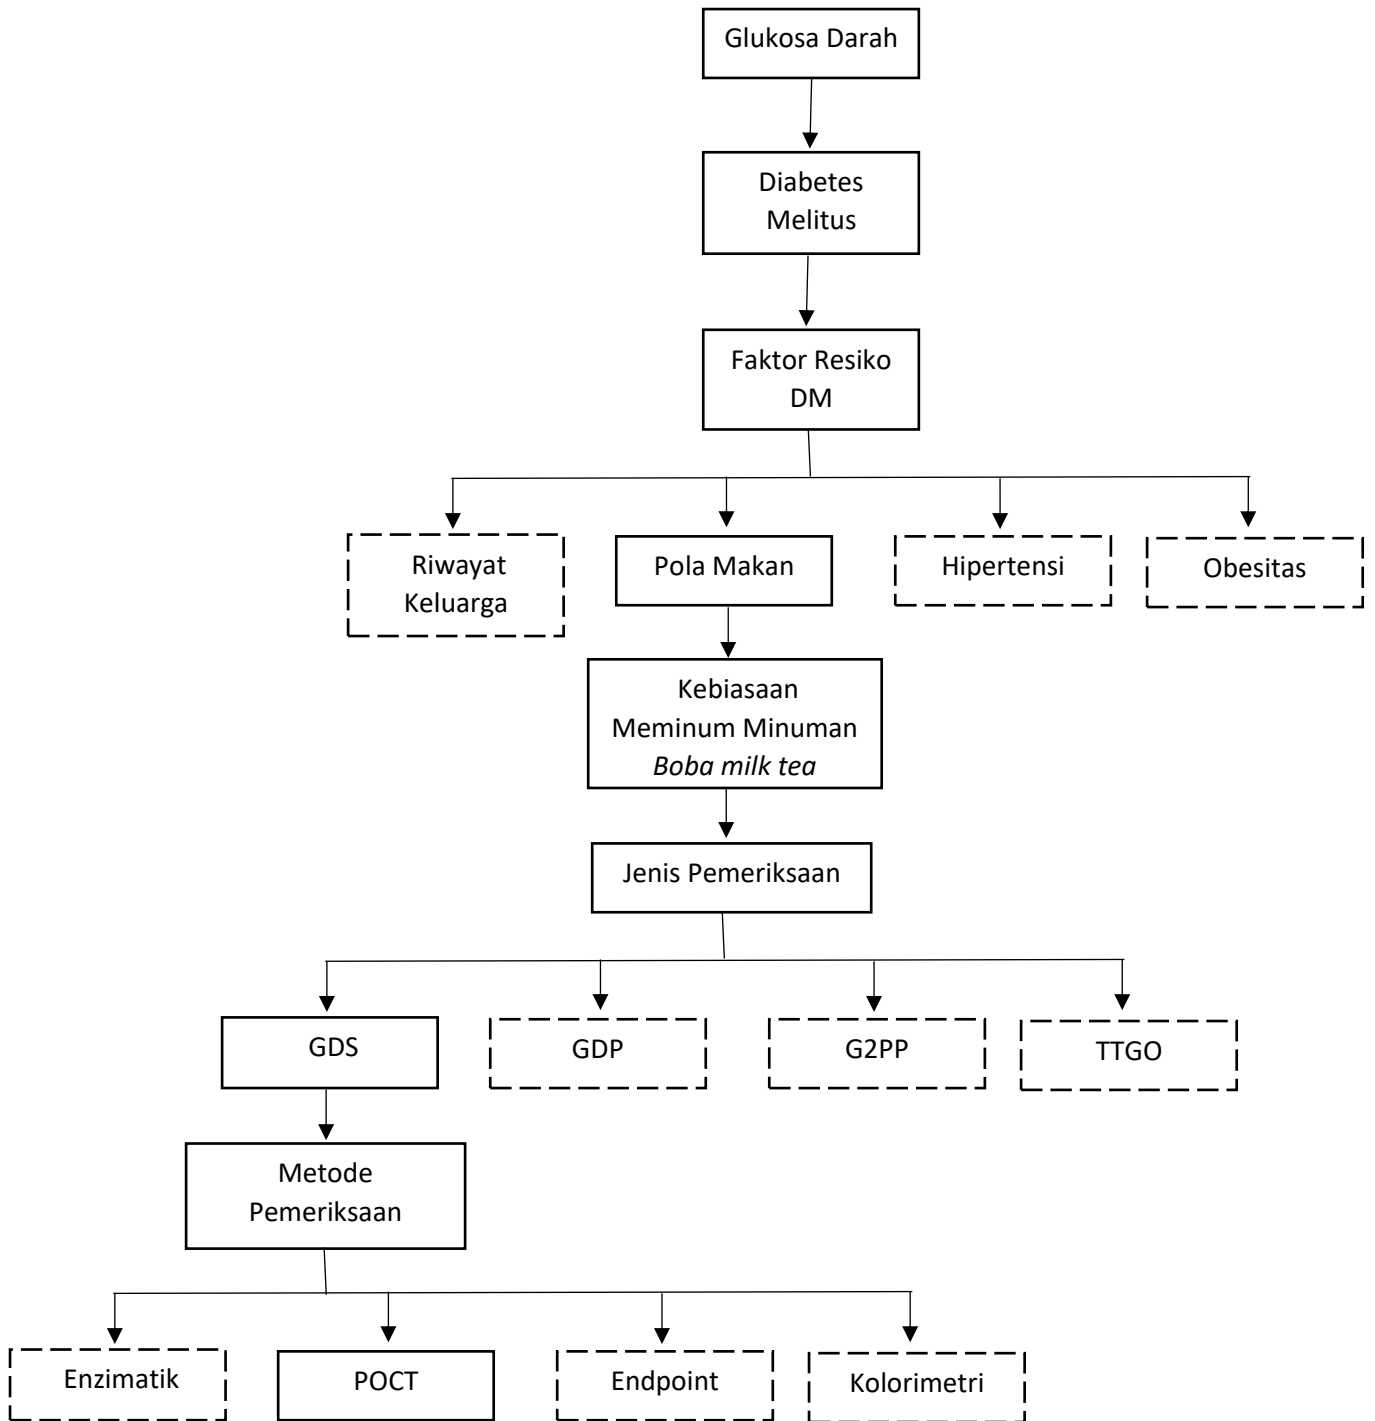 Glukosa Darah
Diabetes
Melitus
Faktor Resiko
DM
Riwayat
Keluarga
Pola Makan
Hipertensi
Obesitas
Kebiasaan
Meminum Minuman
Boba milk tea
Jenis Pemeriksaan
GDS
GDP
G2PP
TTGO
Metode
Pemeriksaan
Enzimatik
POCT
Endpoint
Kolorimetri